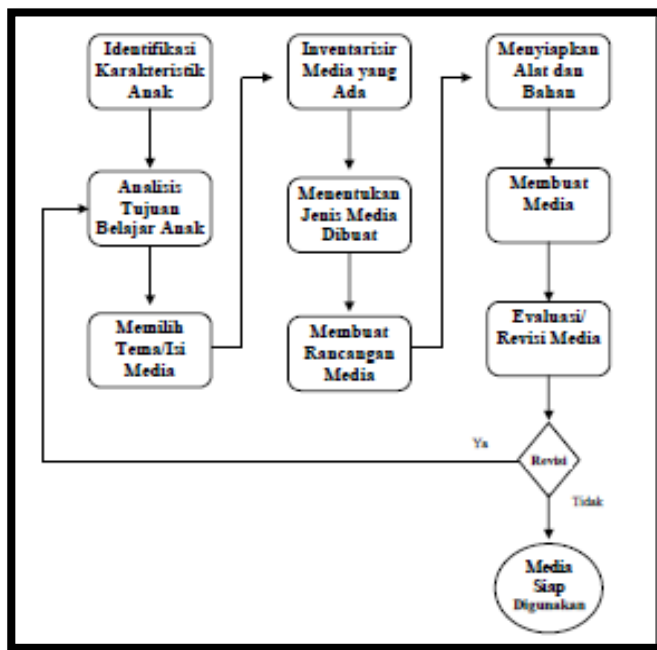 Identifikasi
Karakteristik
Anak
Analisis
Tujuan
Belajar Anak
Memilih
Tema/Isi
Media
Inventarisir
Media yang
Ada
Menentukan
Jenis Media
Dibuat
Membuat
Rancangan
Media
Menyiapkan
Alat dan
Bahan
Membuat
Media
Evaluasi/
Revisi Media
Revisi
Ya
Tidak
Media
Siap
Digunakan